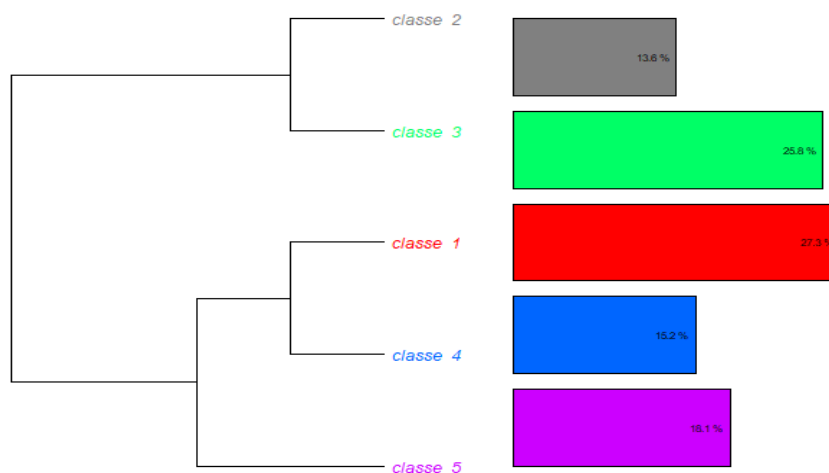 classe 2
13.6 %
classe 3
25.8 %
classe 1
27.3 %
classe 4
15.2 %
classe 5
18.1 %